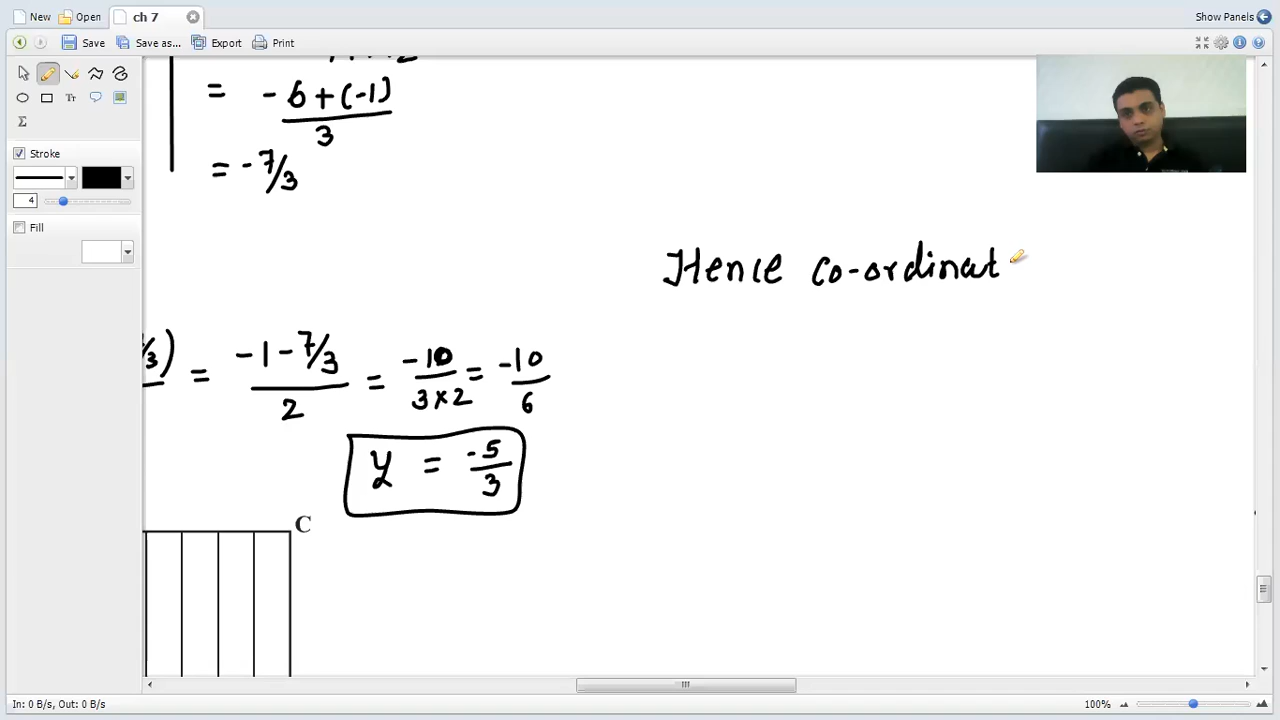 New Open ch 7 Show Panels
Save Save as... Export Print
= -6+(-1)
3
= -7/3
Tт
Σ
Stroke
4
Fill
Hence co-ordinat
/3) = -1-7/3 = -10 = -10
2 3×2 6
y = -5
3
C
In: 0 B/s, Out: 0 B/s 100%